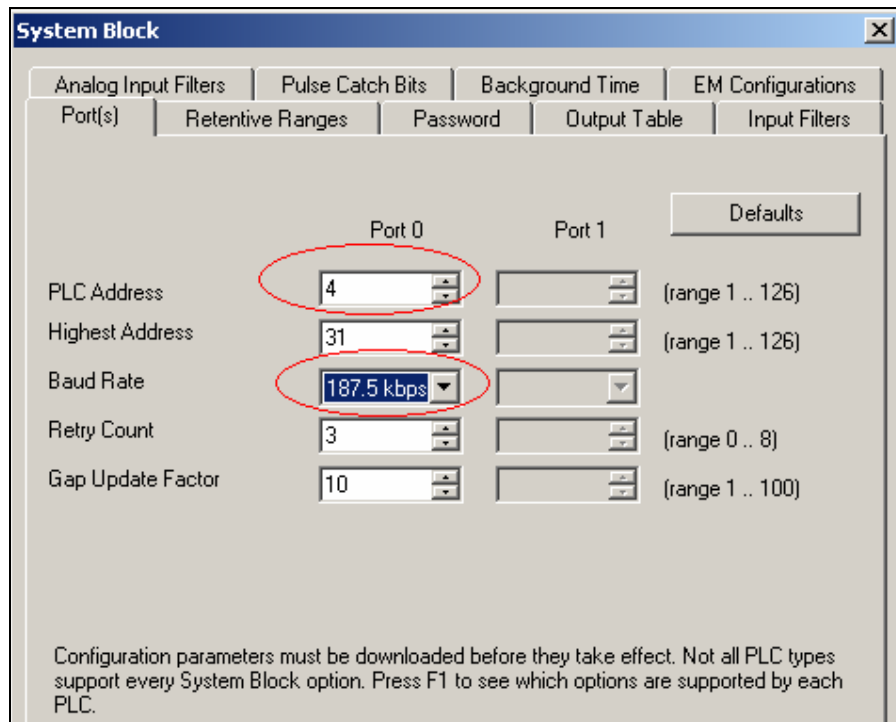 System Block
Analog Input Filters Pulse Catch Bits Background Time EM Configurations
Port(s) Retentive Ranges Password Output Table Input Filters
Defaults
Port 0 Port 1
PLC Address 4 (range 1 .. 126)
Highest Address 31 (range 1 .. 126)
Baud Rate 187.5 kbps
Retry Count 3 (range 0 .. 8)
Gap Update Factor 10 (range 1 .. 100)
Configuration parameters must be downloaded before they take effect. Not all PLC types
support every System Block option. Press F1 to see which options are supported by each
PLC.